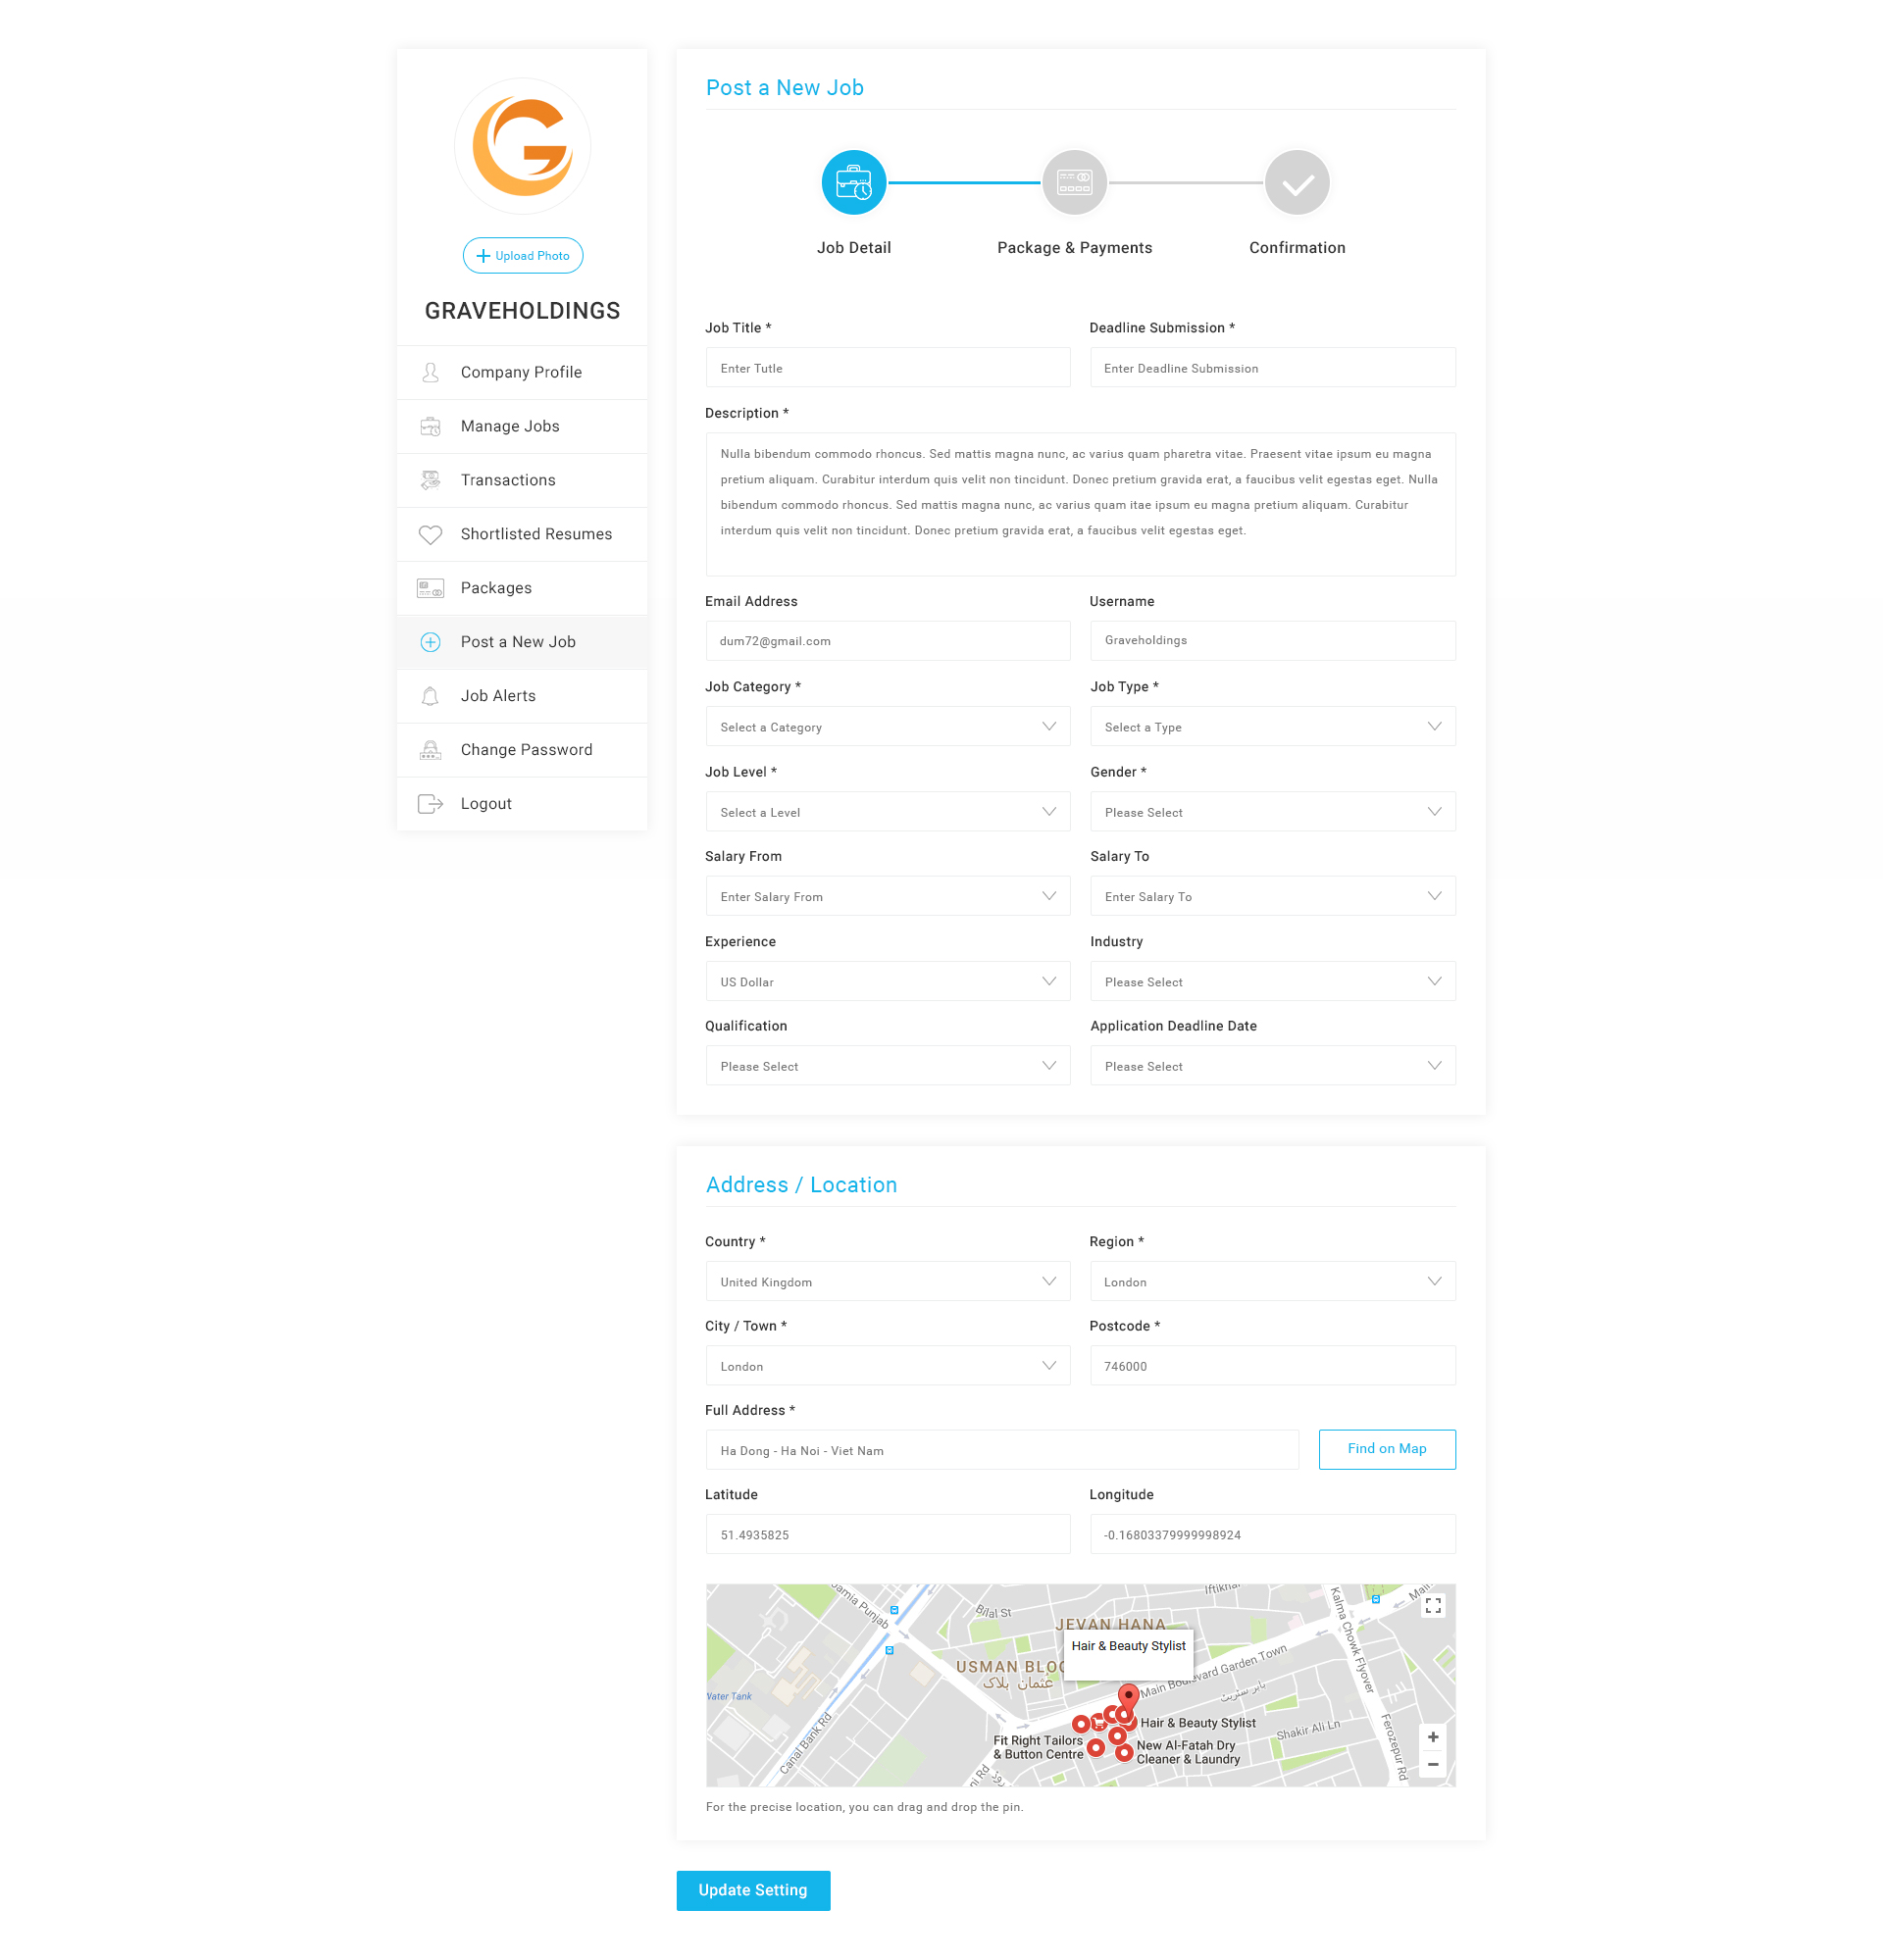 Upload Photo
GRAVEHOLDINGS
Company Profile
Manage Jobs
Transactions
Shortlisted Resumes
Packages
Post a New Job
Job Alerts
Change Password
Logout
Post a New Job
Job Detail
Package & Payments
Confirmation
Job Title *
Deadline Submission *
Enter Tutle
Enter Deadline Submission
Description *
Nulla bibendum commodo rhoncus. Sed mattis magna nunc, ac varius quam pharetra vitae. Praesent vitae ipsum eu magna
pretium aliquam. Curabitur interdum quis velit non tincidunt. Donec pretium gravida erat, a faucibus velit egestas eget. Nulla
bibendum commodo rhoncus. Sed mattis magna nunc, ac varius quam itae ipsum eu magna pretium aliquam. Curabitur
interdum quis velit non tincidunt. Donec pretium gravida erat, a faucibus velit egestas eget.
Email Address
Username
dum72@gmail.com
Graveholdings
Job Category *
Job Type *
Select a Category
Select a Type
Job Level *
Gender *
Select a Level
Please Select
Salary From
Salary To
Enter Salary From
Enter Salary To
Experience
Industry
US Dollar
Please Select
Qualification
Application Deadline Date
Please Select
Please Select
Address / Location
Country *
Region *
United Kingdom
London
City / Town *
Postcode *
London
746000
Full Address *
Ha Dong - Ha Noi - Viet Nam
Find on Map
Latitude
Longitude
51.4935825
-0.16803379999998924
Punjab
Bilal St
JEVAN HANA
Kalma Chowk Flyover
Hair & Beauty Stylist
USMAN
عثمان بلاک
Main Boulevard Garden Town
بابر سٹریٹ
Water Tank
Canal Bank Rd
Hair & Beauty Stylist
Shakir Ali Ln
Ferozepur Rd
Fit Right Tailors
& Button Centre
New Al-Fatah Dry
Cleaner & Laundry
Rd
For the precise location, you can drag and drop the pin.
Update Setting